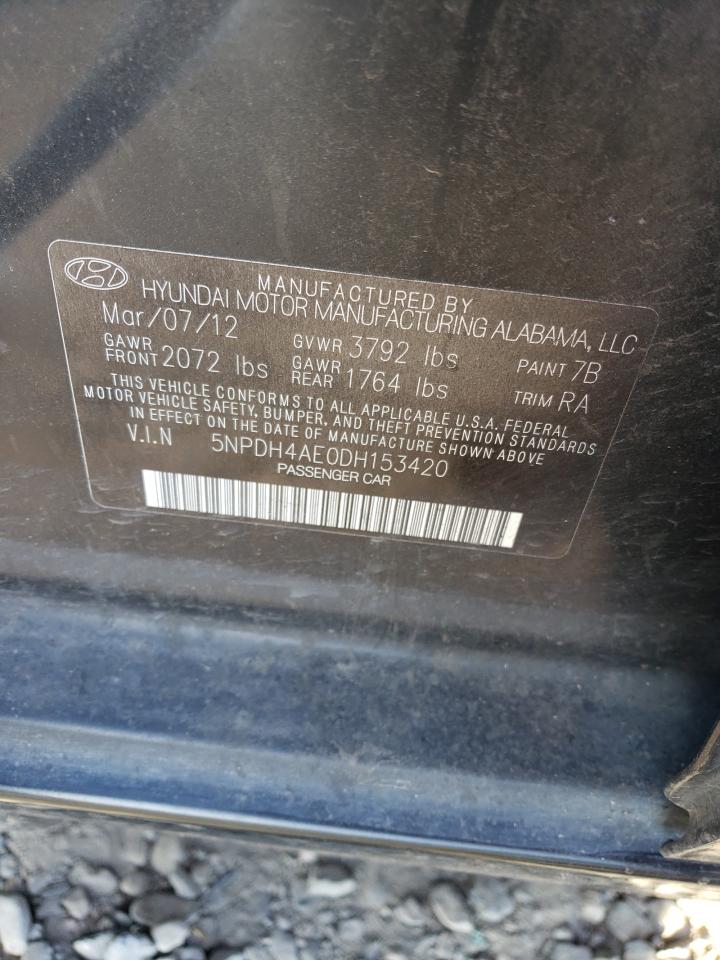 MANUFACTURED BY
HYUNDAI MOTOR MANUFACTURING ALABAMA, LLC
Mar/07/12 GVWR 3792 lbs PAINT 7B
GAWR FRONT 2072 lbs GAWR REAR 1764 lbs TRIM RA
THIS VEHICLE CONFORMS TO ALL APPLICABLE U.S.A. FEDERAL
MOTOR VEHICLE SAFETY, BUMPER, AND THEFT PREVENTION STANDARDS
IN EFFECT ON THE DATE OF MANUFACTURE SHOWN ABOVE
V.I.N 5NPDH4AE0DH153420
PASSENGER CAR